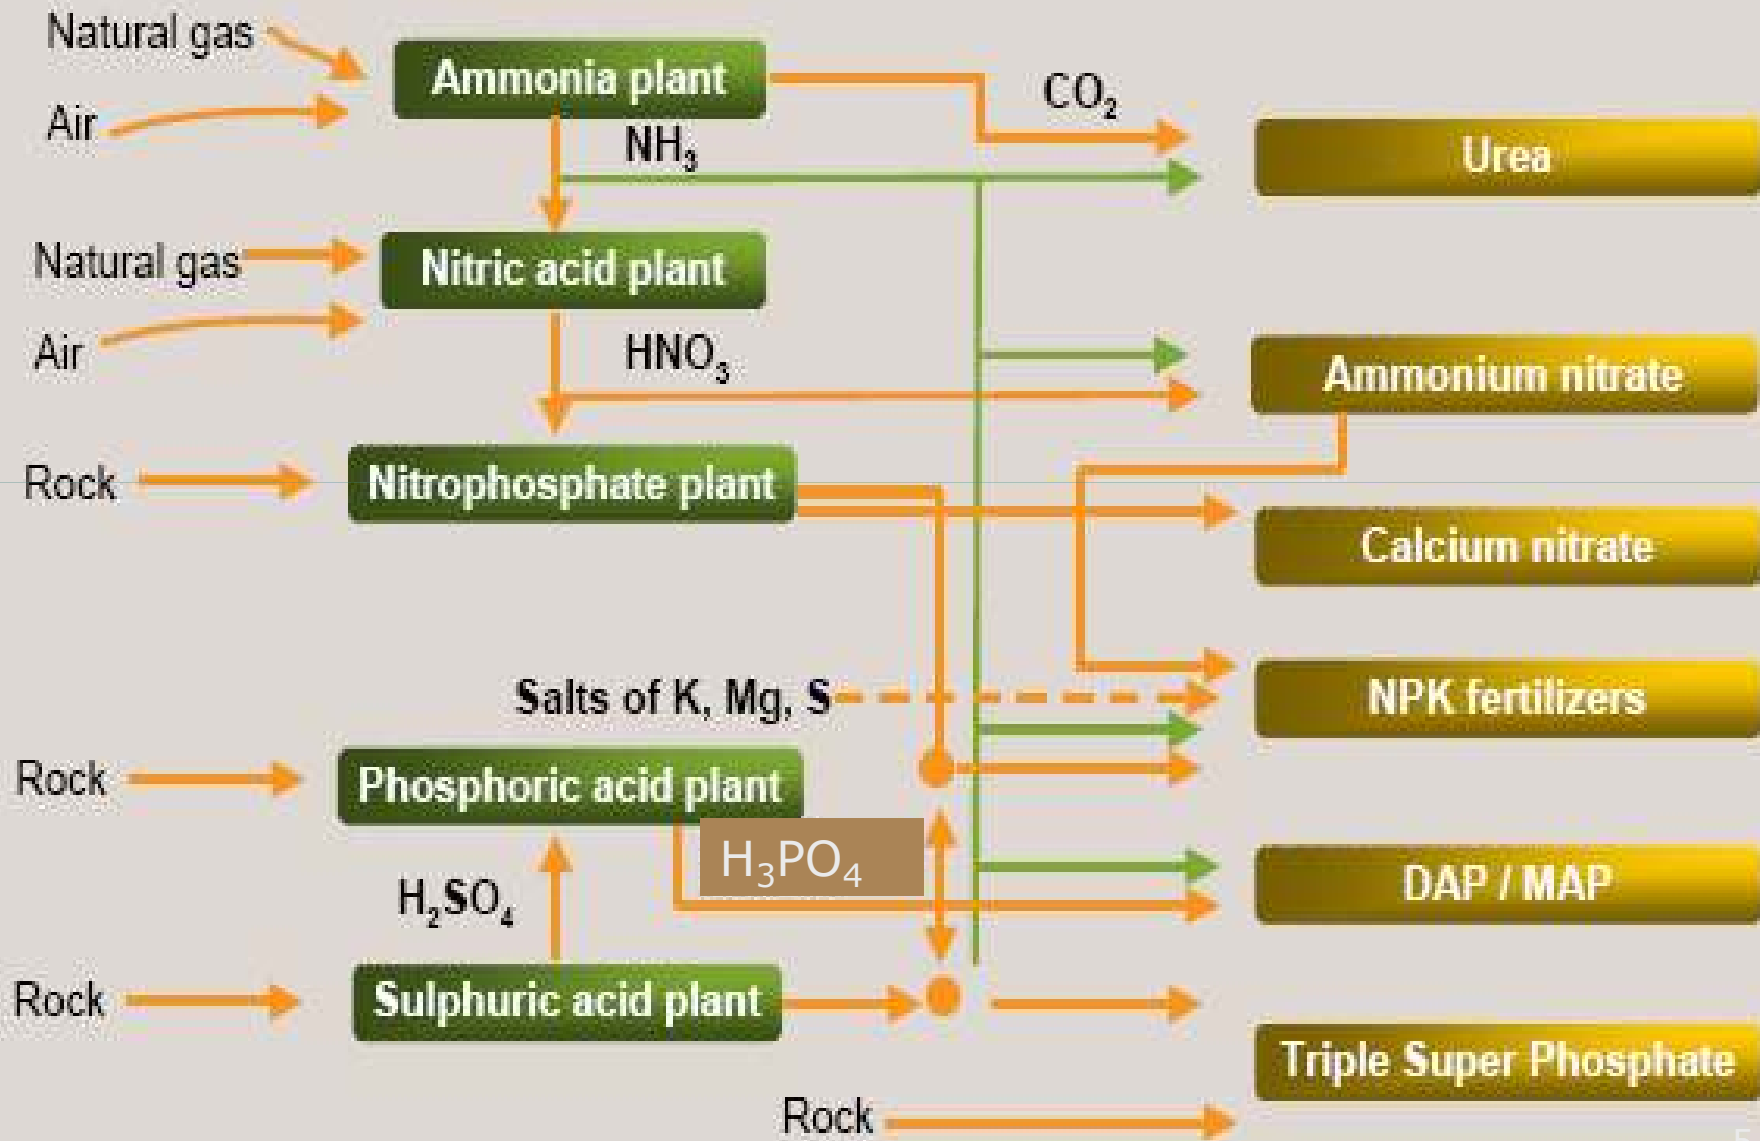 Natural gas
Ammonia plant
CO₂
Air
NH₃
Urea
Natural gas
Nitric acid plant
Air
HNO₃
Ammonium nitrate
Rock
Nitrophosphate plant
Calcium nitrate
Salts of K, Mg, S
NPK fertilizers
Rock
Phosphoric acid plant
H₃PO₄
H₂SO₄
DAP / MAP
Rock
Sulphuric acid plant
Triple Super Phosphate
Rock